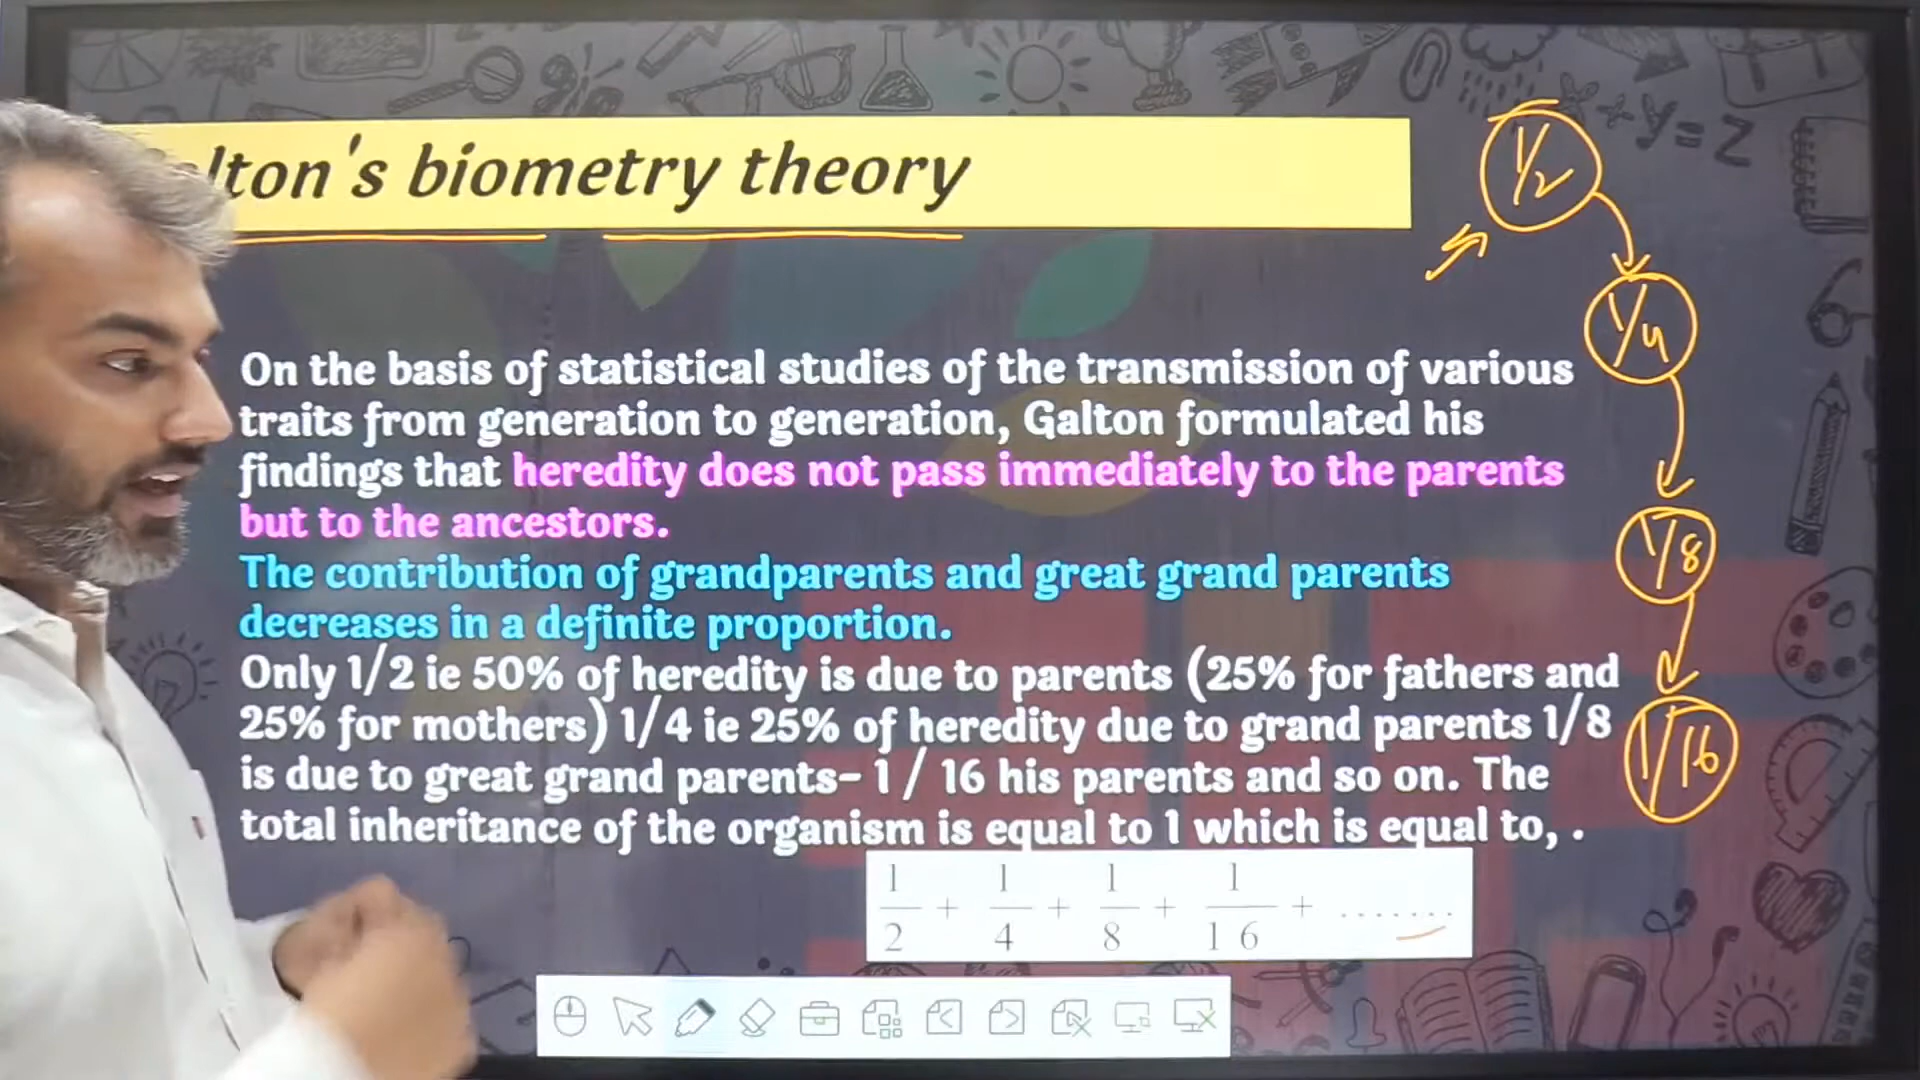 lton's biometry theory
On the basis of statistical studies of the transmission of various
traits from generation to generation, Galton formulated his
findings that heredity does not pass immediately to the parents
but to the ancestors.
The contribution of grandparents and great grand parents
decreases in a definite proportion.
Only 1/2 ie 50% of heredity is due to parents (25% for fathers and
25% for mothers) 1/4 ie 25% of heredity due to grand parents 1/8
is due to great grand parents- 1 / 16 his parents and so on. The
total inheritance of the organism is equal to 1 which is equal to, .
1/2 + 1/4 + 1/8 + 1/16 + .......
1/2
1/4
1/8
1/16
+Y=Z